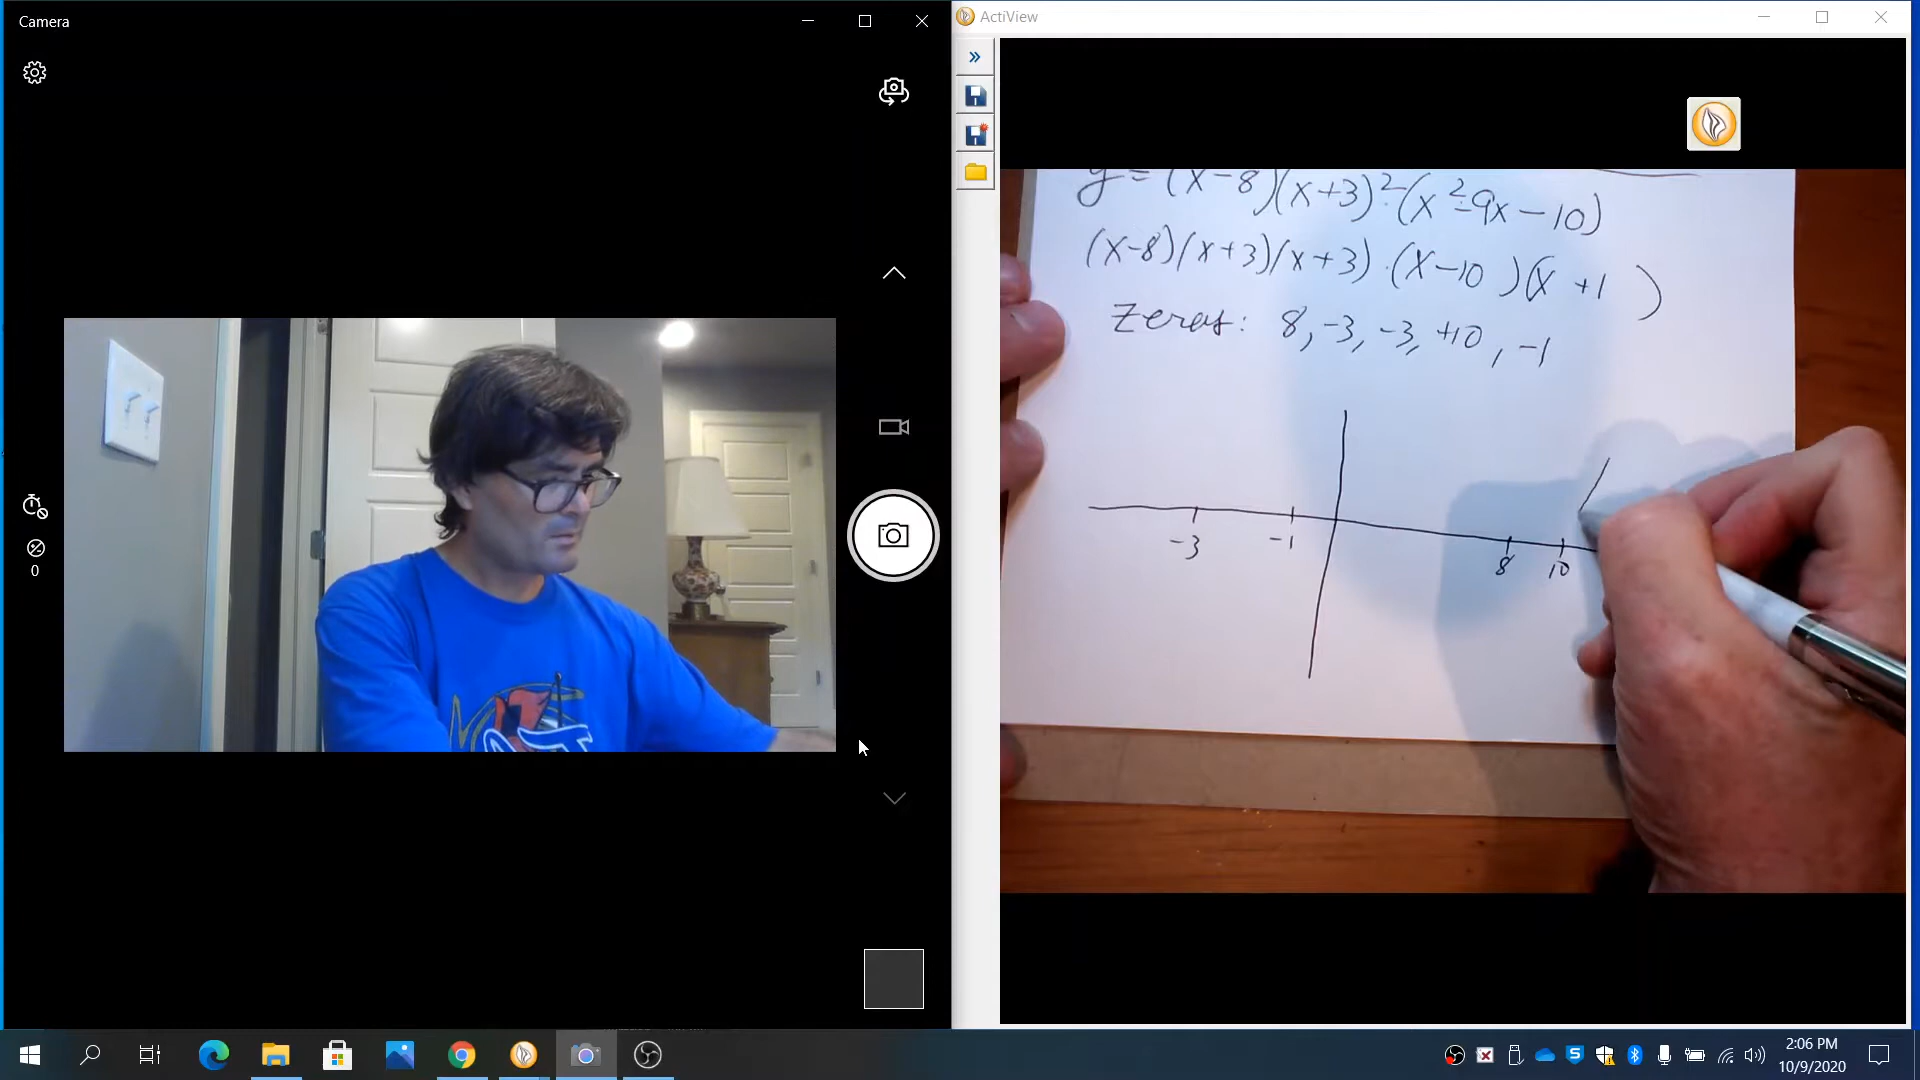 Camera
ActiView
y = (x-8)(x+3)²·(x²-9x-10)
(x-8)(x+3)(x+3)·(x-10)(x+1)
Zeros: 8, -3, -3, +10, -1
-3 -1 8 10
0
2:06 PM
10/9/2020